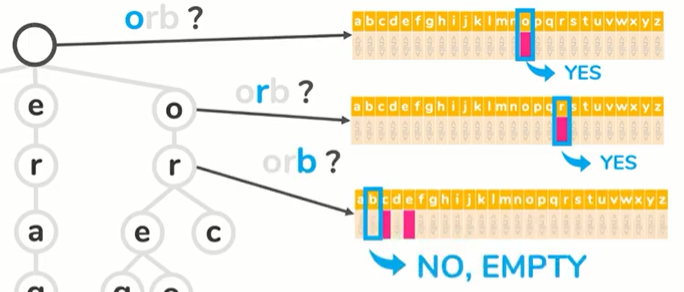 orb ?
a b c d e f g h i j k l m n o p q r s t u v w x y z
YES
e
o
orb ?
a b c d e f g h i j k l m n o p q r s t u v w x y z
YES
r
r
orb ?
a b c d e f g h i j k l m n o p q r s t u v w x y z
a
e
c
NO, EMPTY